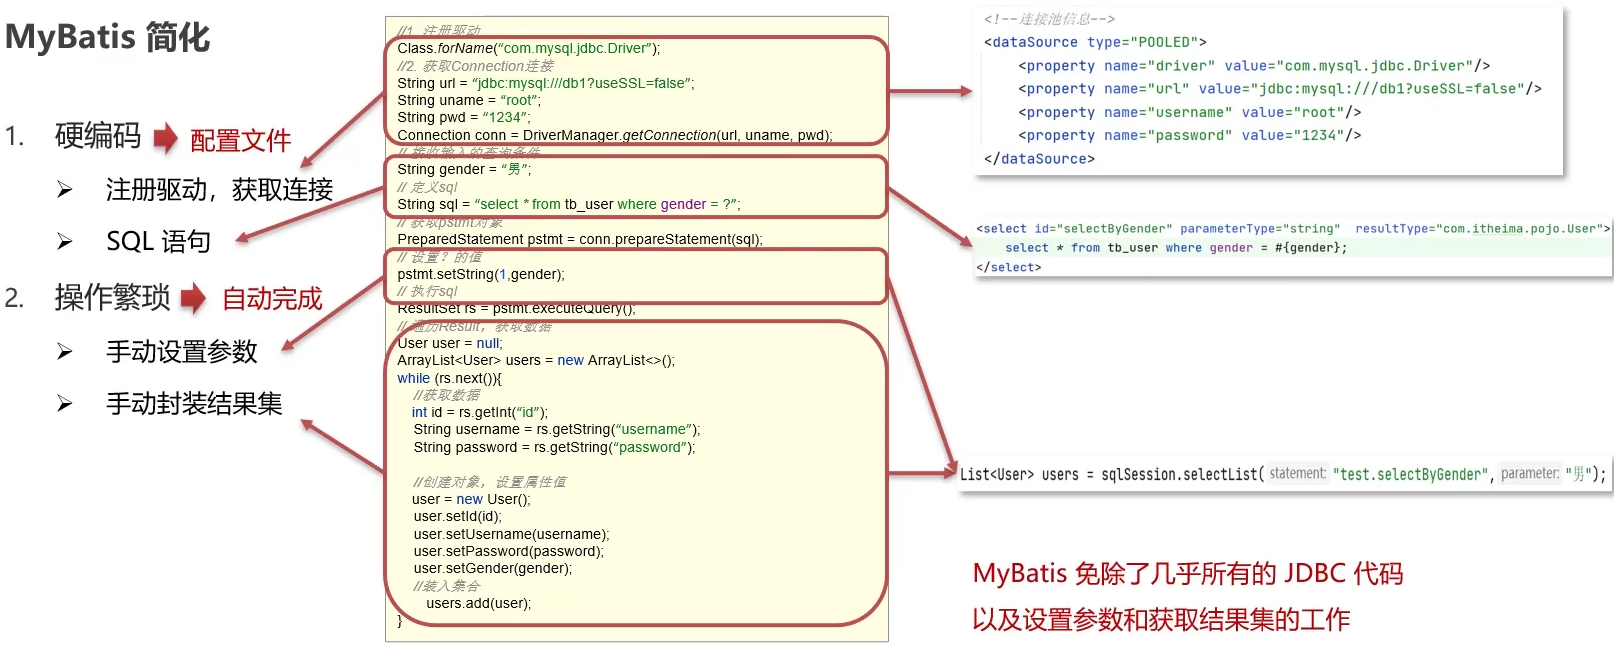 MyBatis 简化
1. 硬编码 配置文件
➢ 注册驱动，获取连接
➢ SQL 语句
2. 操作繁琐 自动完成
➢ 手动设置参数
➢ 手动封装结果集
//1. 注册驱动
Class.forName(“com.mysql.jdbc.Driver”);
//2. 获取Connection连接
String url = “jdbc:mysql:///db1?useSSL=false”;
String uname = “root”;
String pwd = “1234”;
Connection conn = DriverManager.getConnection(url, uname, pwd);
// 接收输入的查询条件
String gender = “男”;
// 定义sql
String sql = “select * from tb_user where gender = ?”;
// 获取pstmt对象
PreparedStatement pstmt = conn.prepareStatement(sql);
// 设置？的值
pstmt.setString(1,gender);
// 执行sql
ResultSet rs = pstmt.executeQuery();
// 遍历Result，获取数据
User user = null;
ArrayList<User> users = new ArrayList<>();
while (rs.next()){
//获取数据
int id = rs.getInt(“id”);
String username = rs.getString(“username”);
String password = rs.getString(“password”);
//创建对象，设置属性值
user = new User();
user.setId(id);
user.setUsername(username);
user.setPassword(password);
user.setGender(gender);
//装入集合
users.add(user);
}
<!--连接池信息-->
<dataSource type="POOLED">
<property name="driver" value="com.mysql.jdbc.Driver"/>
<property name="url" value="jdbc:mysql:///db1?useSSL=false"/>
<property name="username" value="root"/>
<property name="password" value="1234"/>
</dataSource>
<select id="selectByGender" parameterType="string" resultType="com.itheima.pojo.User">
select * from tb_user where gender = #{gender};
</select>
List<User> users = sqlSession.selectList( statement: "test.selectByGender", parameter: "男");
MyBatis 免除了几乎所有的 JDBC 代码
以及设置参数和获取结果集的工作